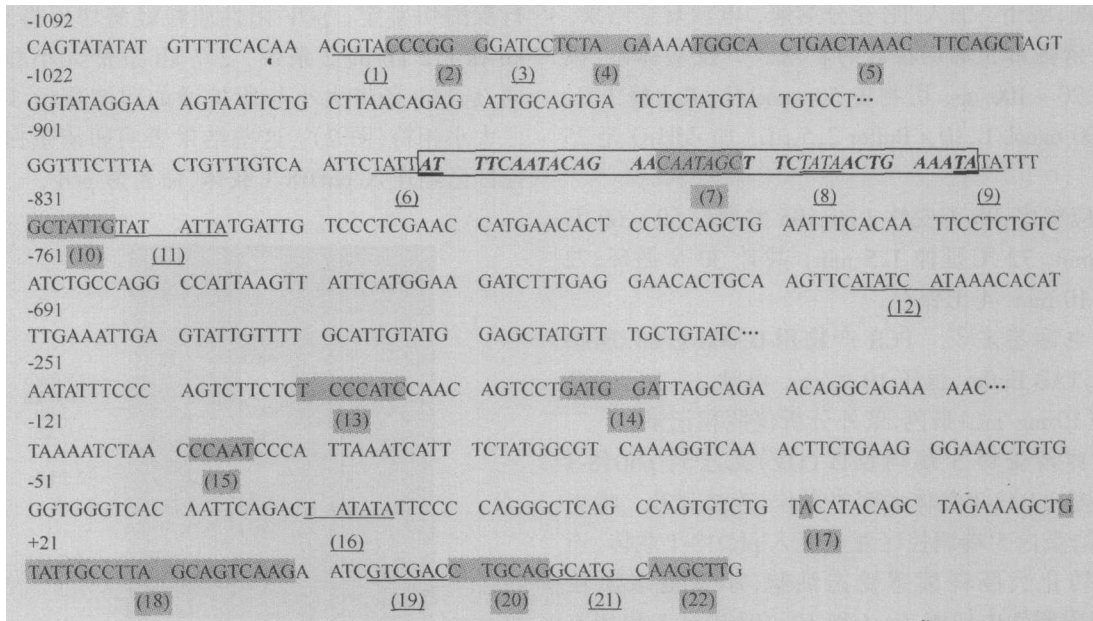 -1092
CAGTATATAT GTTTTCACAA AGGTACCCGG GGATCCTCTA GAAAATGGCA CTGACTAAAC TTCAGCTAGT
-1022 (1) (2) (3) (4) (5)
GGTATAGGAA AAGTAATTCTG CTTAACAGAG ATTGCAGTGA TCTCTATGTA TGTCCT···
-901
GGTTTCTTTA CTGTTTGTCA ATTCTATTAT TTCAATACAG AACAATAGCT TCTATAACTG AAATATATTT
-831 (6) (7) (8) (9)
GCTATTGTAT ATTATGATTG TCCCTCGAAC CATGAACACT CCTCCAGCTG AATTTCACAA TTCCTCTGTC
-761 (10) (11)
ATCTGCCAGG CCATTAAGTT ATTCATGGAA GATCTTTGAG GAACACTGCA AGTTCATATC ATAAACACAT
-691 (12)
TTGAAATTGA GTATTGTTTT GCATTGTATG GAGCTATGTT TGCTGTATC···
-251
AATATTTCCC AGTCTTCTCT CCCATCCAAC AGTCCTGATG GATTAGCAGA ACAGGCAGAA AAC···
-121 (13) (14)
TAAAATCTAA CCCAATCCCA TTAAATCATT TCTATGGCGT CAAAGGTCAA ACTTCTGAAG GGAACCTGTG
-51 (15)
GGTGGGTCAC AATTCAGACT ATATATTCCC CAGGGCTCAG CCAGTGTCTG TACATACAGC TAGAAAGCTG
+21 (16) (17)
TATTGCCTTA GCAGTCAAGA ATCGTCGACC TGCAGGCATG CAAGCTTG
(18) (19) (20) (21) (22)